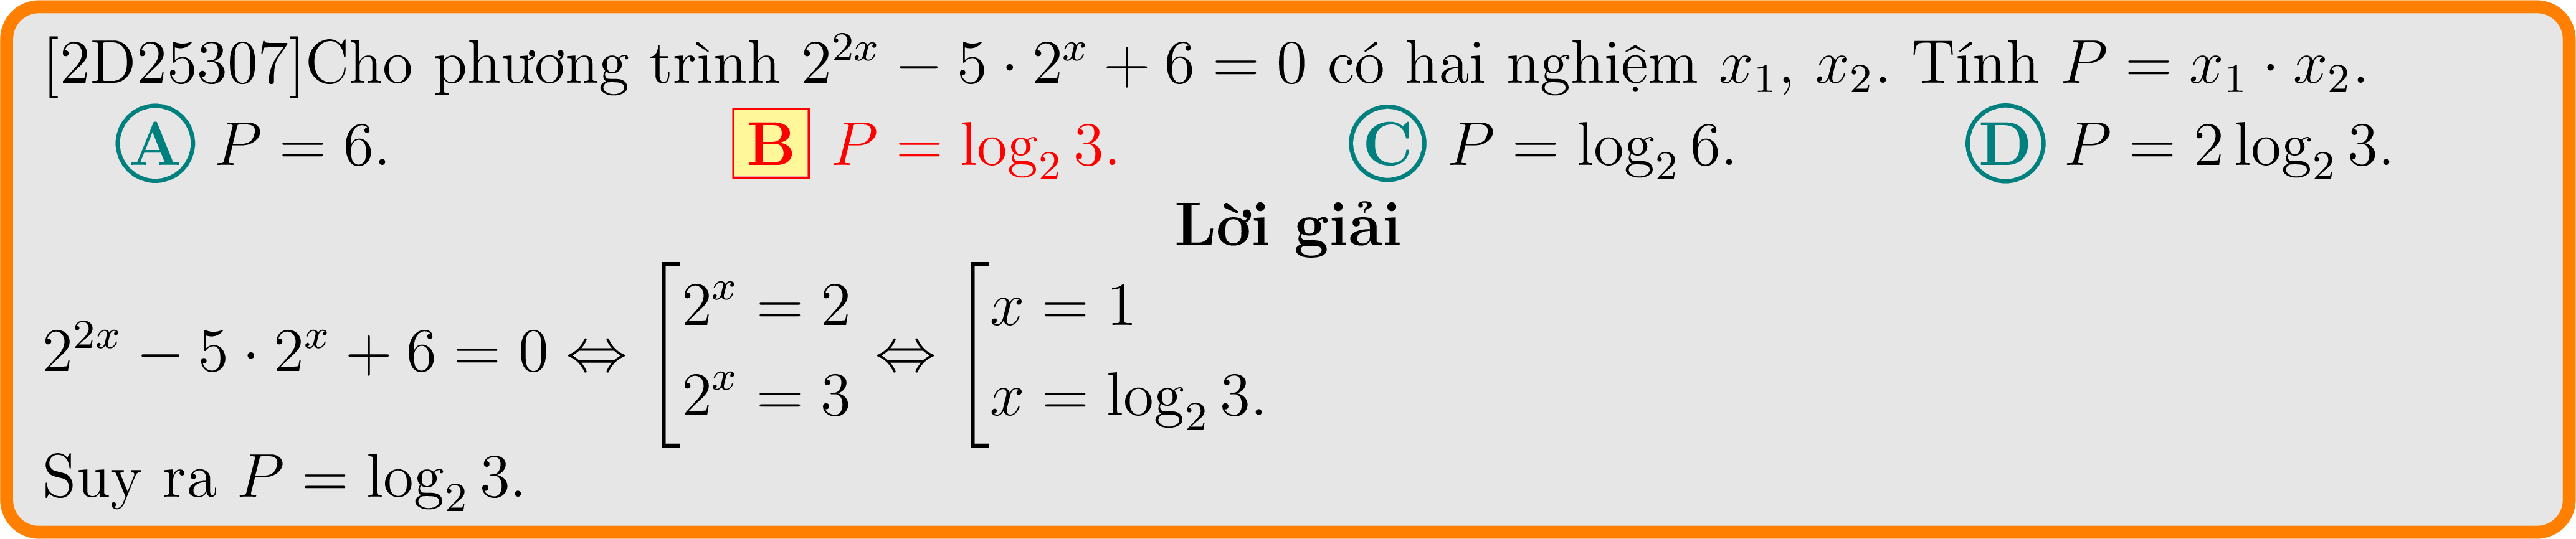 [2D25307]Cho phương trình $2^{2x} - 5 \cdot 2^x + 6 = 0$ có hai nghiệm $x_1$, $x_2$. Tính $P = x_1 \cdot x_2$.
A $P = 6$. B $P = \log_2 3$. C $P = \log_2 6$. D $P = 2\log_2 3$.
Lời giải
$2^{2x} - 5 \cdot 2^x + 6 = 0 \Leftrightarrow \left[\begin{array}{l} 2^x = 2 \\ 2^x = 3 \end{array}\right. \Leftrightarrow \left[\begin{array}{l} x = 1 \\ x = \log_2 3. \end{array}\right.$
Suy ra $P = \log_2 3$.